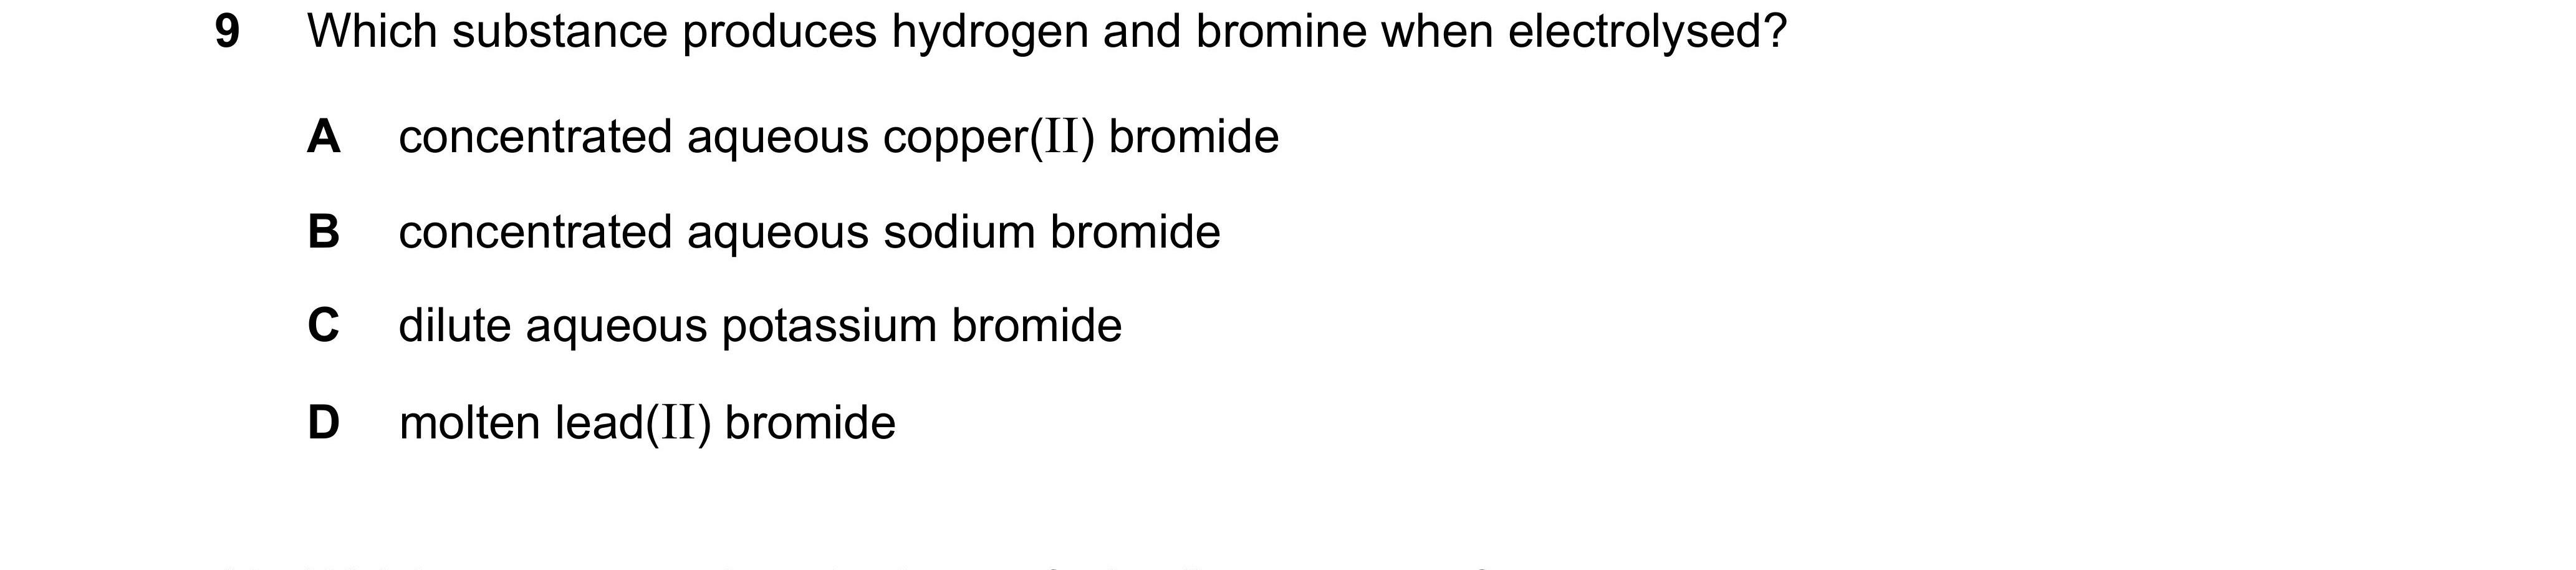 9 Which substance produces hydrogen and bromine when electrolysed?
A concentrated aqueous copper(II) bromide
B concentrated aqueous sodium bromide
C dilute aqueous potassium bromide
D molten lead(II) bromide